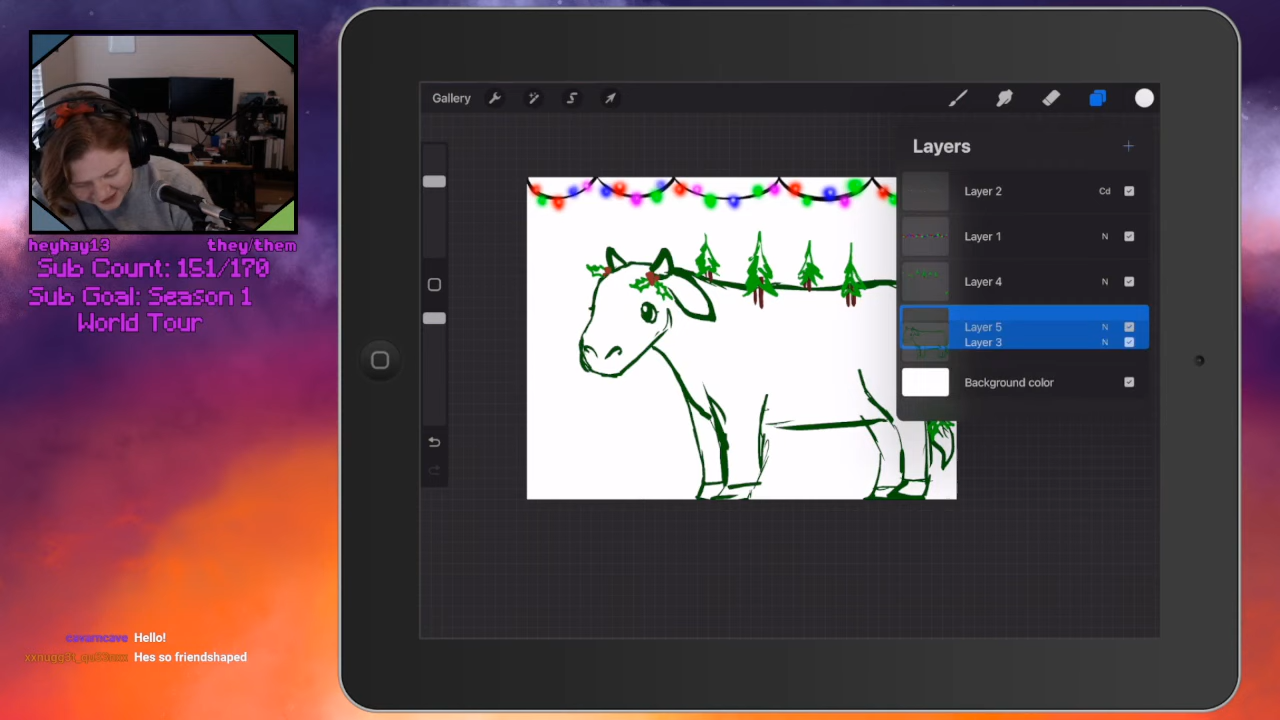 heyhay13 they/them
Sub Count: 151/170
Sub Goal: Season 1
World Tour
cavarncave Hello!
Hes so friendshaped
Gallery
Layers
Layer 2 Cd
Layer 1 N
Layer 4 N
Layer 5 N
Layer 3 N
Background color